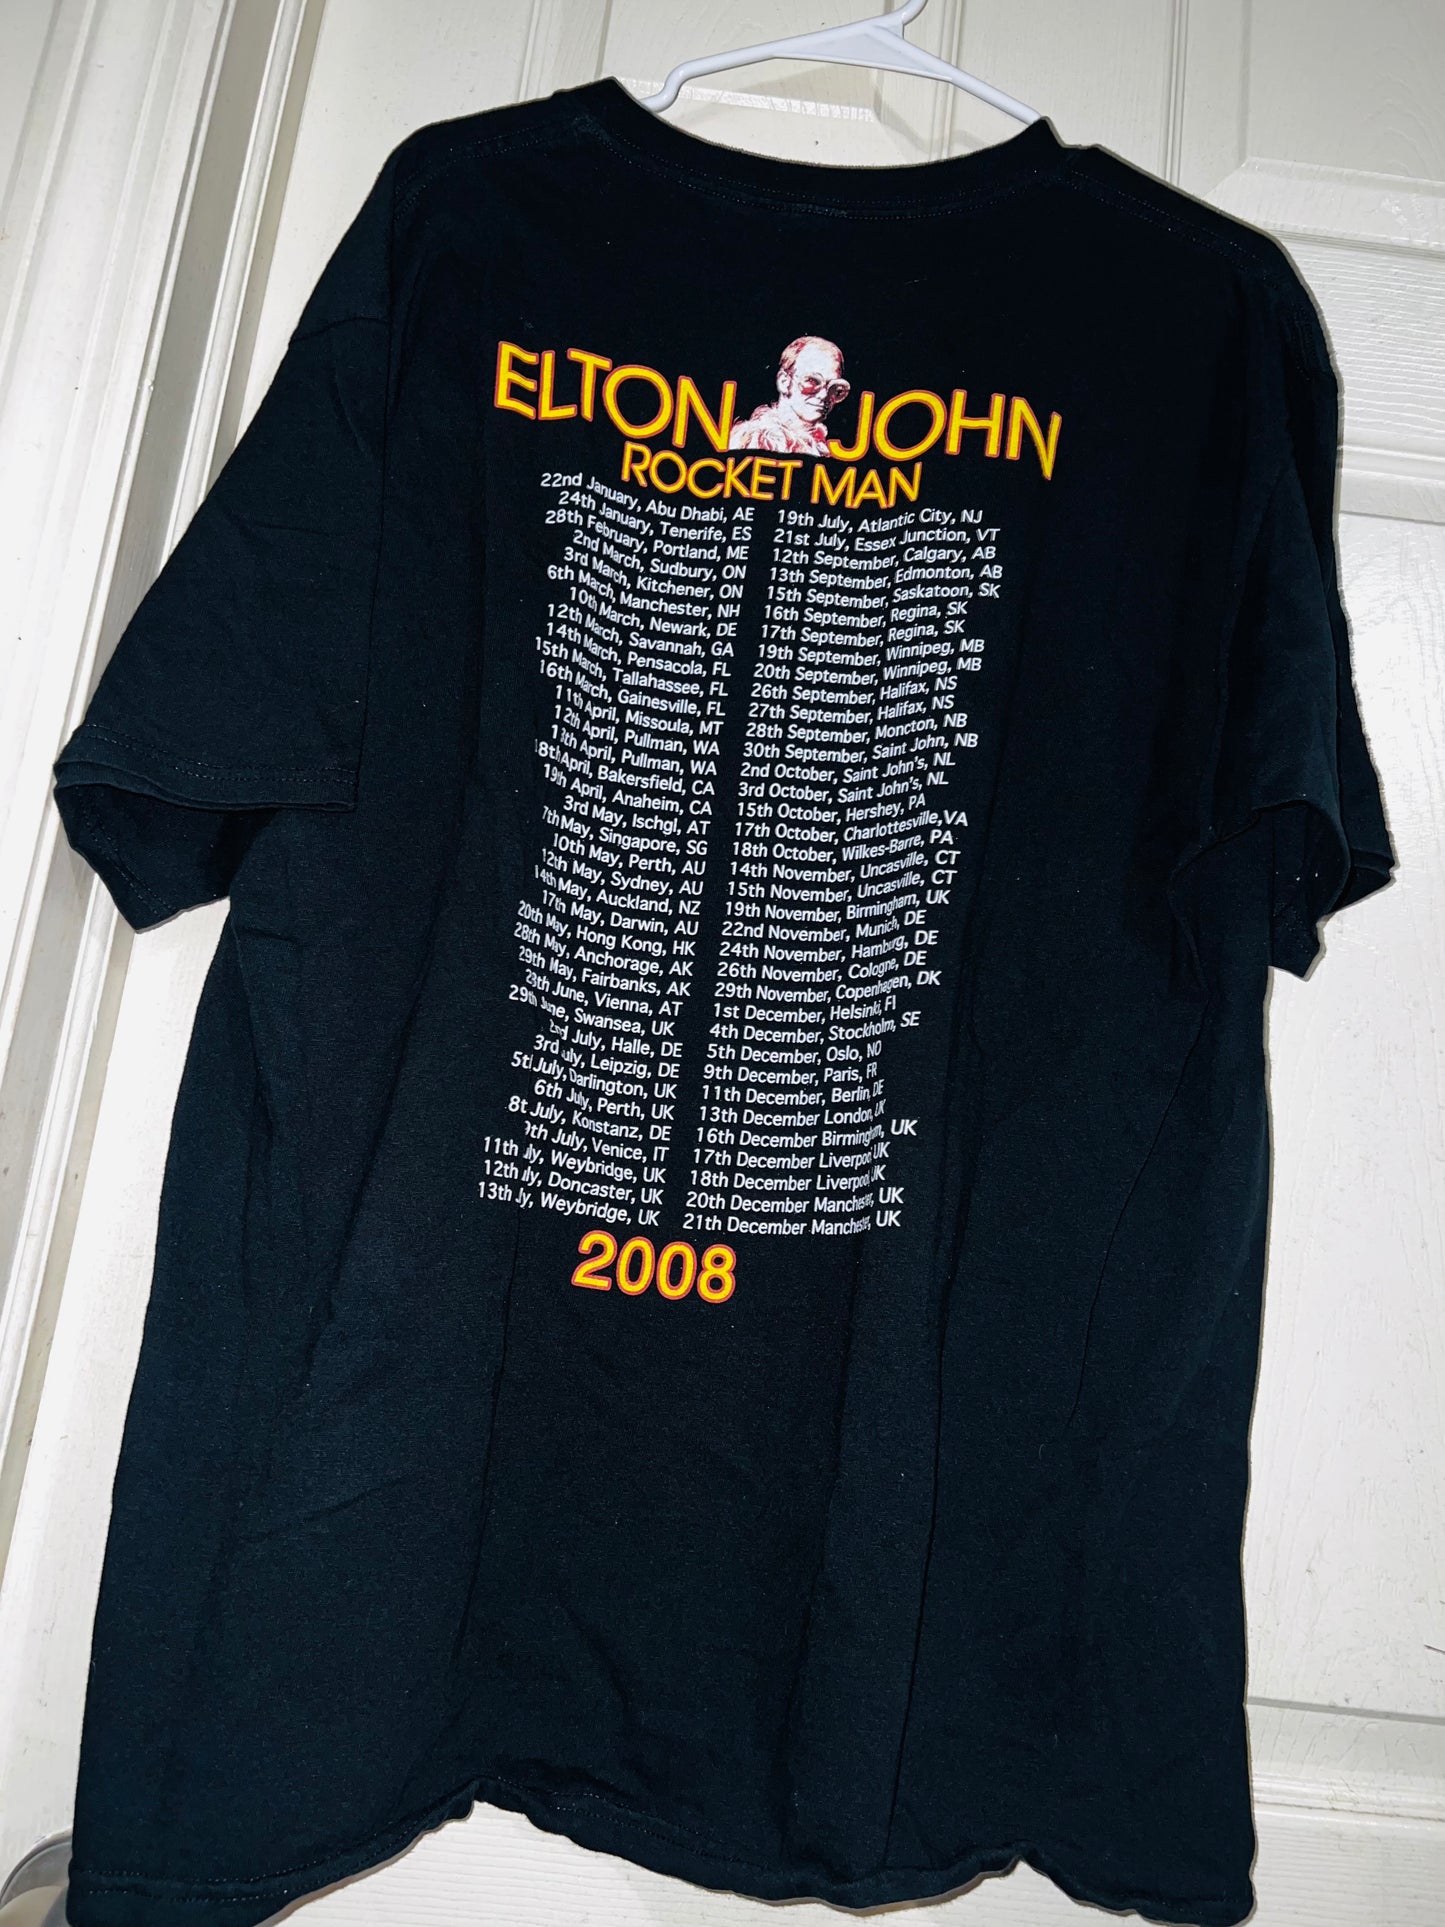 ELTON JOHN
ROCKET MAN
22nd January, Abu Dhabi, AE
24th January, Tenerife, ES
28th February, Portland, ME
2nd March, Sudbury, ON
3rd March, Kitchener, ON
6th March, Manchester, NH
10th March, Newark, DE
12th March, Savannah, GA
14th March, Pensacola, FL
15th March, Tallahassee, FL
16th March, Gainesville, FL
11th April, Missoula, MT
12th April, Pullman, WA
13th April, Pullman, WA
18th April, Bakersfield, CA
19th April, Anaheim, CA
3rd May, Ischgl, AT
7th May, Singapore, SG
10th May, Perth, AU
12th May, Sydney, AU
14th May, Auckland, NZ
17th May, Darwin, AU
20th May, Hong Kong, HK
28th May, Anchorage, AK
29th May, Fairbanks, AK
28th June, Vienna, AT
29th June, Swansea, UK
2nd July, Halle, DE
3rd July, Leipzig, DE
5th July, Darlington, UK
6th July, Perth, UK
8th July, Konstanz, DE
9th July, Venice, IT
11th July, Weybridge, UK
12th July, Doncaster, UK
13th July, Weybridge, UK
19th July, Atlantic City, NJ
21st July, Essex Junction, VT
12th September, Calgary, AB
13th September, Edmonton, AB
15th September, Saskatoon, SK
16th September, Regina, SK
17th September, Regina, SK
19th September, Winnipeg, MB
20th September, Winnipeg, MB
26th September, Halifax, NS
27th September, Halifax, NS
28th September, Moncton, NB
30th September, Saint John, NB
2nd October, Saint John's, NL
3rd October, Saint John's, NL
15th October, Hershey, PA
17th October, Charlottesville, VA
18th October, Wilkes-Barre, PA
14th November, Uncasville, CT
15th November, Uncasville, CT
19th November, Birmingham, UK
22nd November, Munich, DE
24th November, Hamburg, DE
26th November, Cologne, DE
29th November, Copenhagen, DK
1st December, Helsinki, FI
4th December, Stockholm, SE
5th December, Oslo, NO
9th December, Paris, FR
11th December, Berlin, DE
13th December London, UK
16th December Birmingham, UK
17th December Liverpool, UK
18th December Liverpool, UK
20th December Manchester, UK
21th December Manchester, UK
2008